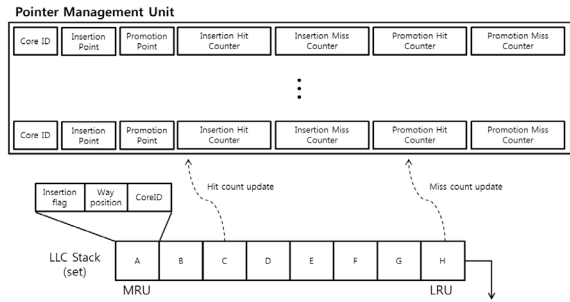 Pointer Management Unit
Core ID Insertion Point Promotion Point Insertion Hit Counter Insertion Miss Counter Promotion Hit Counter Promotion Miss Counter
Core ID Insertion Point Promotion Point Insertion Hit Counter Insertion Miss Counter Promotion Hit Counter Promotion Miss Counter
Hit count update Miss count update
Insertion flag Way position CoreID
LLC Stack (set) A B C D E F G H
MRU LRU